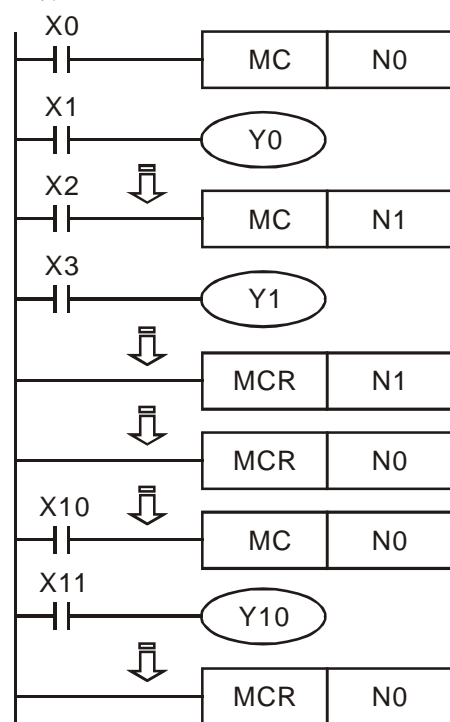 X0
MC N0
X1
Y0
X2
MC N1
X3
Y1
MCR N1
MCR N0
X10
MC N0
X11
Y10
MCR N0